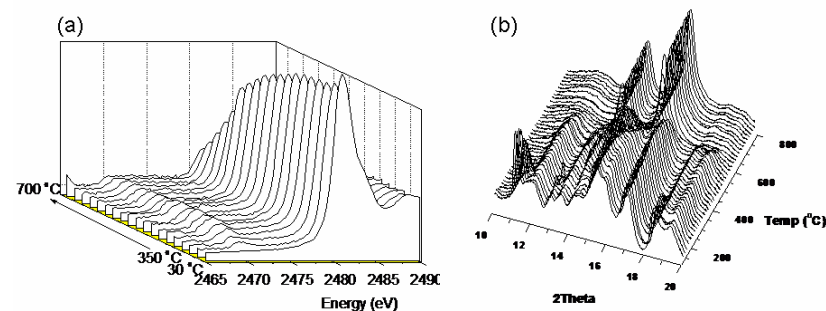 (a)
700 °C
350 °C
30 °C
2465 2470 2475 2480 2485 2490
Energy (eV)
(b)
800
600
400
200
Temp (°C)
10 12 14 16 18 20
2Theta